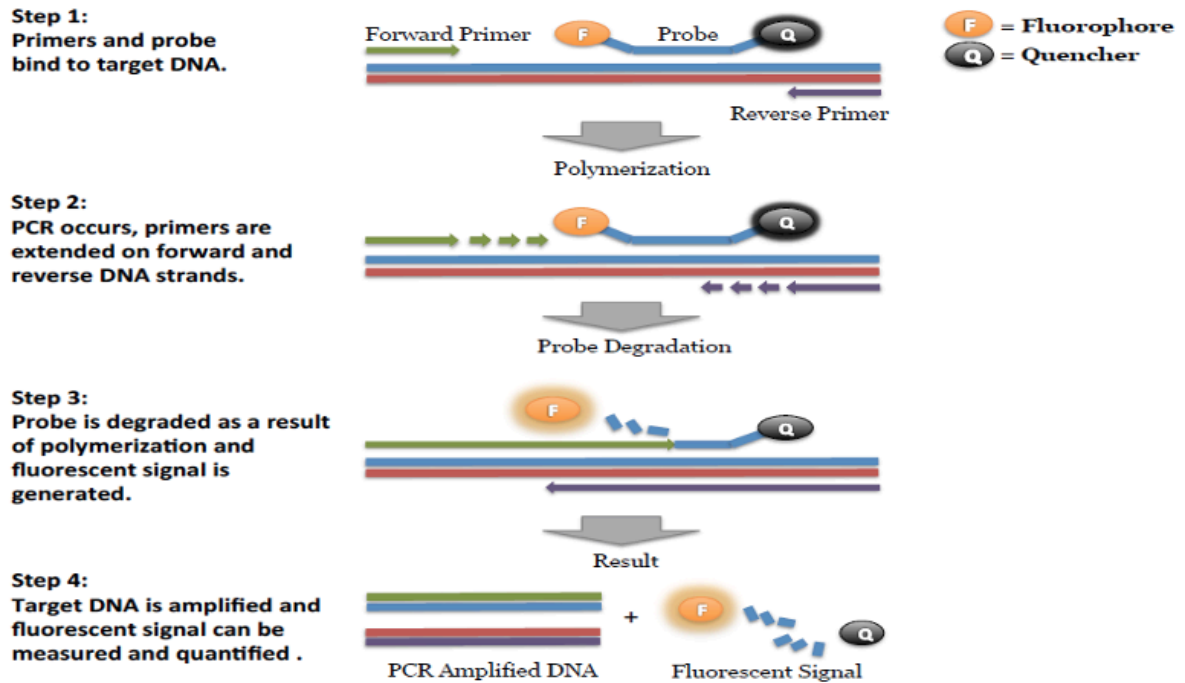 Step 1:
Primers and probe
bind to target DNA.
Forward Primer
F
Probe
Q
Reverse Primer
F = Fluorophore
Q = Quencher
Polymerization
Step 2:
PCR occurs, primers are
extended on forward and
reverse DNA strands.
F
Q
Probe Degradation
Step 3:
Probe is degraded as a result
of polymerization and
fluorescent signal is
generated.
F
Q
Result
Step 4:
Target DNA is amplified and
fluorescent signal can be
measured and quantified .
+
F
Q
PCR Amplified DNA
Fluorescent Signal